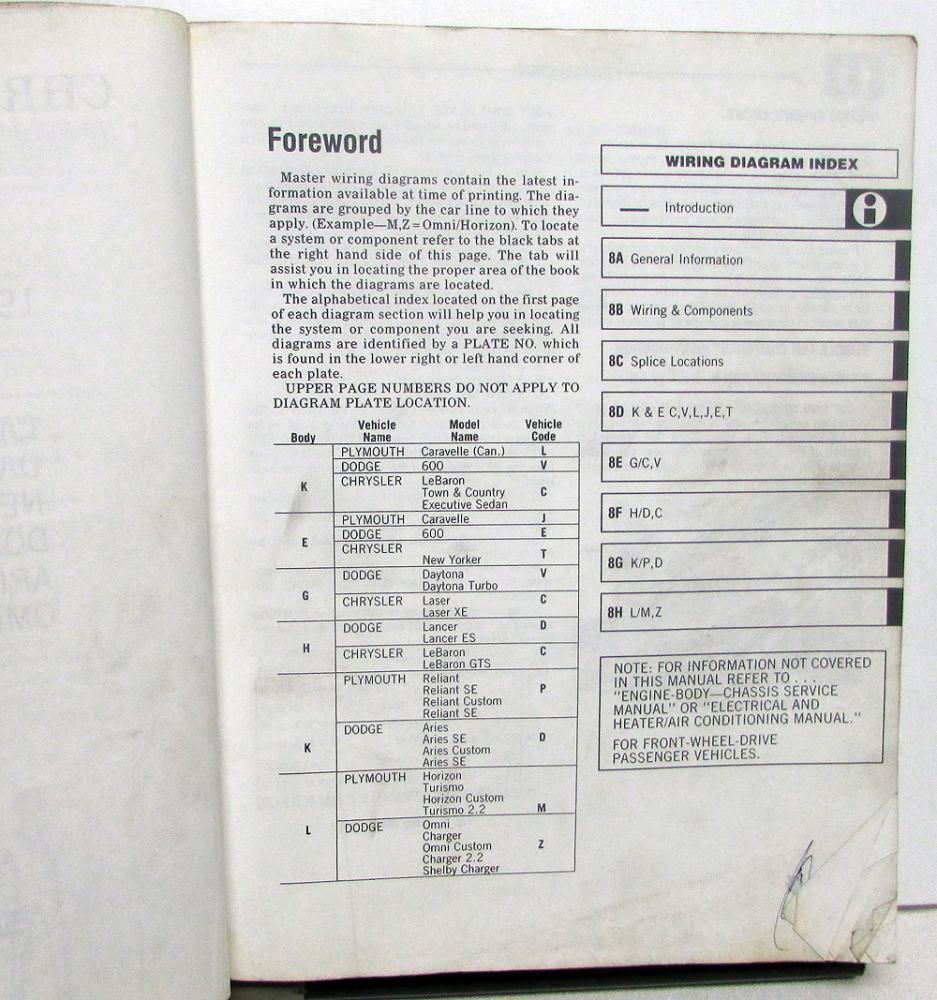 Foreword
Master wiring diagrams contain the latest in-
formation available at time of printing. The dia-
grams are grouped by the car line to which they
apply. (Example—M,Z=Omni/Horizon). To locate
a system or component refer to the black tabs at
the right hand side of this page. The tab will
assist you in locating the proper area of the book
in which the diagrams are located.
The alphabetical index located on the first page
of each diagram section will help you in locating
the system or component you are seeking. All
diagrams are identified by a PLATE NO. which
is found in the lower right or left hand corner of
each plate.
UPPER PAGE NUMBERS DO NOT APPLY TO
DIAGRAM PLATE LOCATION.
Vehicle Model Vehicle
Body Name Name Code
PLYMOUTH Caravelle (Can.) L
DODGE 600 V
K CHRYSLER LeBaron
Town & Country C
Executive Sedan
PLYMOUTH Caravelle J
E DODGE 600 E
CHRYSLER
New Yorker T
DODGE Daytona V
Daytona Turbo
G CHRYSLER Laser C
Laser XE
DODGE Lancer D
Lancer ES
H CHRYSLER LeBaron C
LeBaron GTS
PLYMOUTH Reliant
Reliant SE P
Reliant Custom
Reliant SE
DODGE Aries
Aries SE D
K Aries Custom
Aries SE
PLYMOUTH Horizon
Turismo
Horizon Custom
Turismo 2.2 M
L DODGE Omni
Charger
Omni Custom Z
Charger 2.2
Shelby Charger
WIRING DIAGRAM INDEX
— Introduction i
8A General Information
8B Wiring & Components
8C Splice Locations
8D K & E C,V,L,J,E,T
8E G/C,V
8F H/D,C
8G K/P,D
8H L/M,Z
NOTE: FOR INFORMATION NOT COVERED
IN THIS MANUAL REFER TO . . .
"ENGINE-BODY—CHASSIS SERVICE
MANUAL" OR "ELECTRICAL AND
HEATER/AIR CONDITIONING MANUAL."
FOR FRONT-WHEEL-DRIVE
PASSENGER VEHICLES.